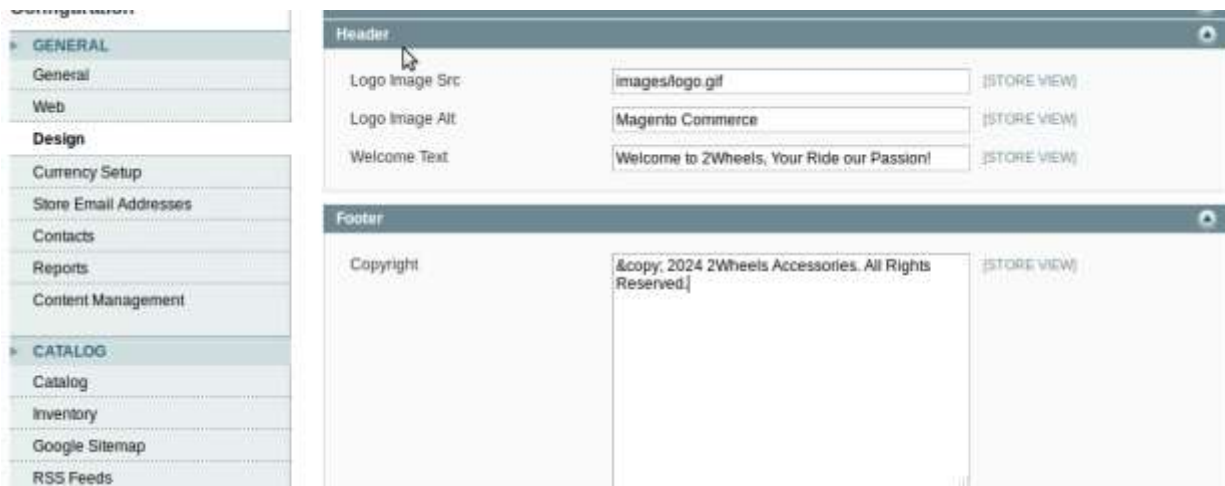 Configuration
GENERAL
General
Web
Design
Currency Setup
Store Email Addresses
Contacts
Reports
Content Management
CATALOG
Catalog
Inventory
Google Sitemap
RSS Feeds
Header
Logo Image Src images/logo.gif [STORE VIEW]
Logo Image Alt Magento Commerce [STORE VIEW]
Welcome Text Welcome to 2Wheels, Your Ride our Passion! [STORE VIEW]
Footer
Copyright &copy; 2024 2Wheels Accessories. All Rights [STORE VIEW]
Reserved.